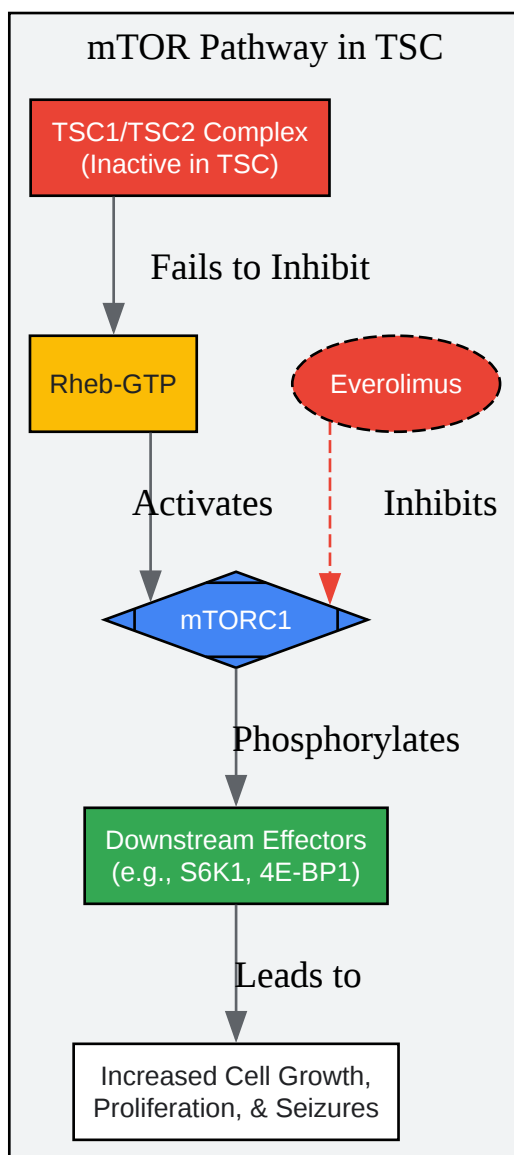 mTOR Pathway in TSC
TSC1/TSC2 Complex
(Inactive in TSC)
Fails to Inhibit
Rheb-GTP
Everolimus
Activates
Inhibits
mTORC1
Phosphorylates
Downstream Effectors
(e.g., S6K1, 4E-BP1)
Leads to
Increased Cell Growth,
Proliferation, & Seizures